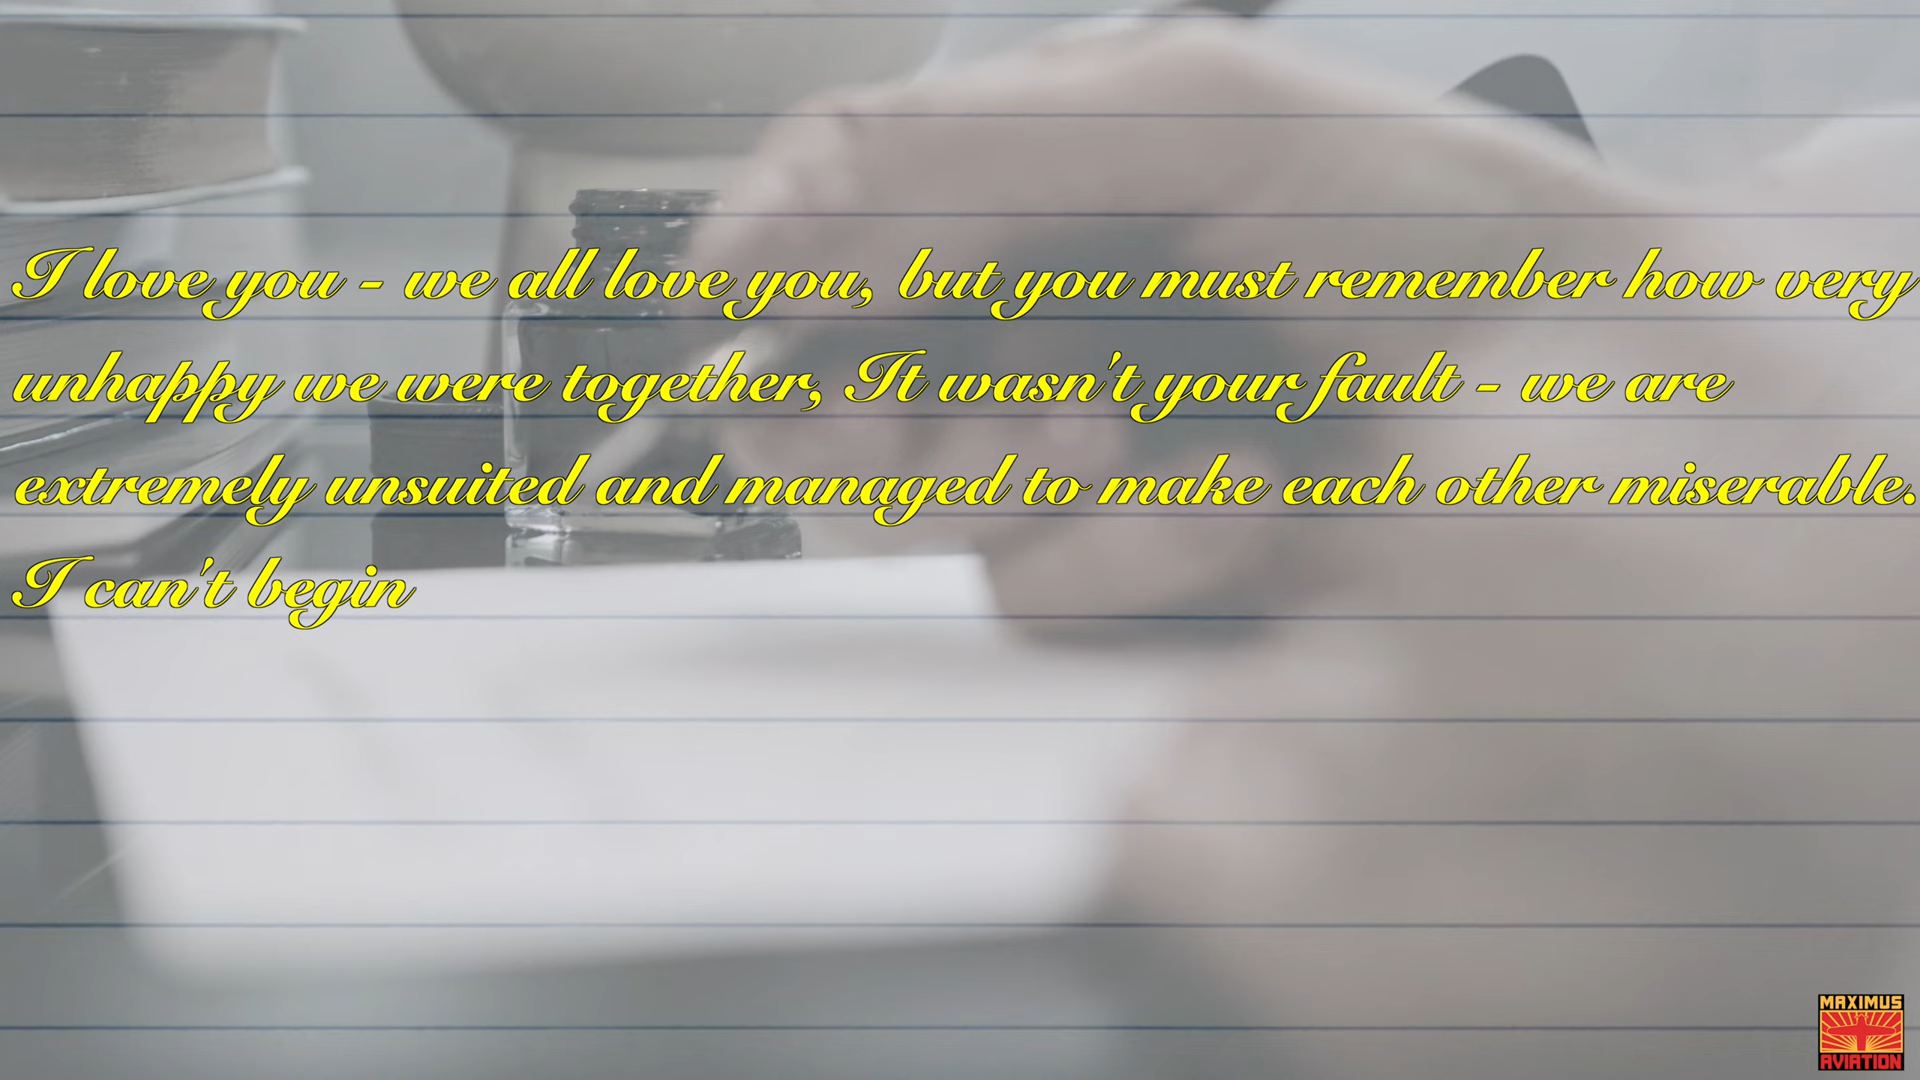 I love you - we all love you, but you must remember how very
unhappy we were together, It wasn't your fault - we are
extremely unsuited and managed to make each other miserable.
I can't begin
MAXIMUS
AVIATION